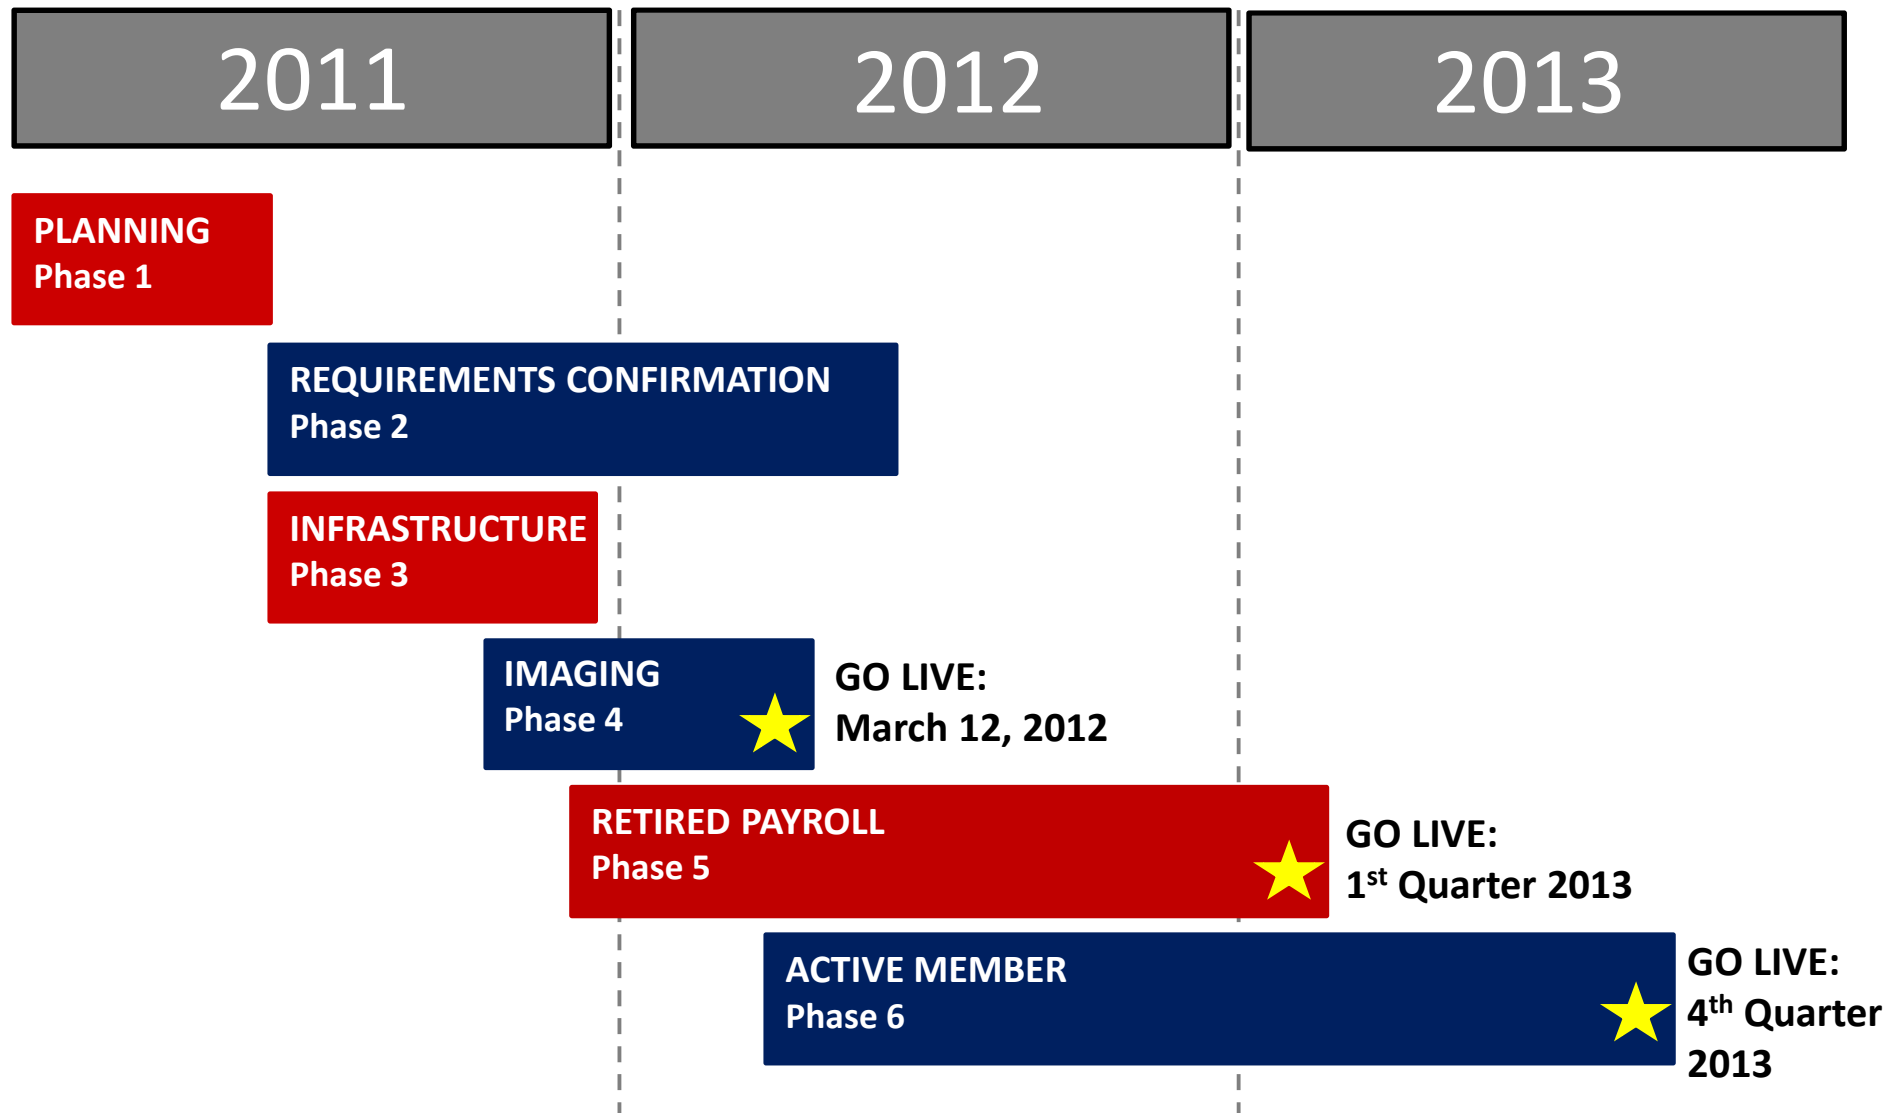 2011
2012
2013
PLANNING
Phase 1
REQUIREMENTS CONFIRMATION
Phase 2
INFRASTRUCTURE
Phase 3
IMAGING
Phase 4
GO LIVE:
March 12, 2012
RETIRED PAYROLL
Phase 5
GO LIVE:
1st Quarter 2013
ACTIVE MEMBER
Phase 6
GO LIVE:
4th Quarter
2013